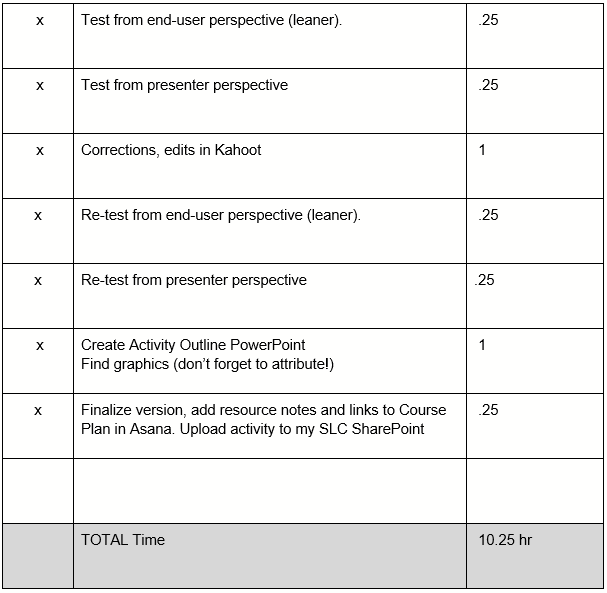 x Test from end-user perspective (leaner). .25
x Test from presenter perspective .25
x Corrections, edits in Kahoot 1
x Re-test from end-user perspective (leaner). .25
x Re-test from presenter perspective .25
x Create Activity Outline PowerPoint 1
Find graphics (don’t forget to attribute!)
x Finalize version, add resource notes and links to Course .25
Plan in Asana. Upload activity to my SLC SharePoint
TOTAL Time 10.25 hr